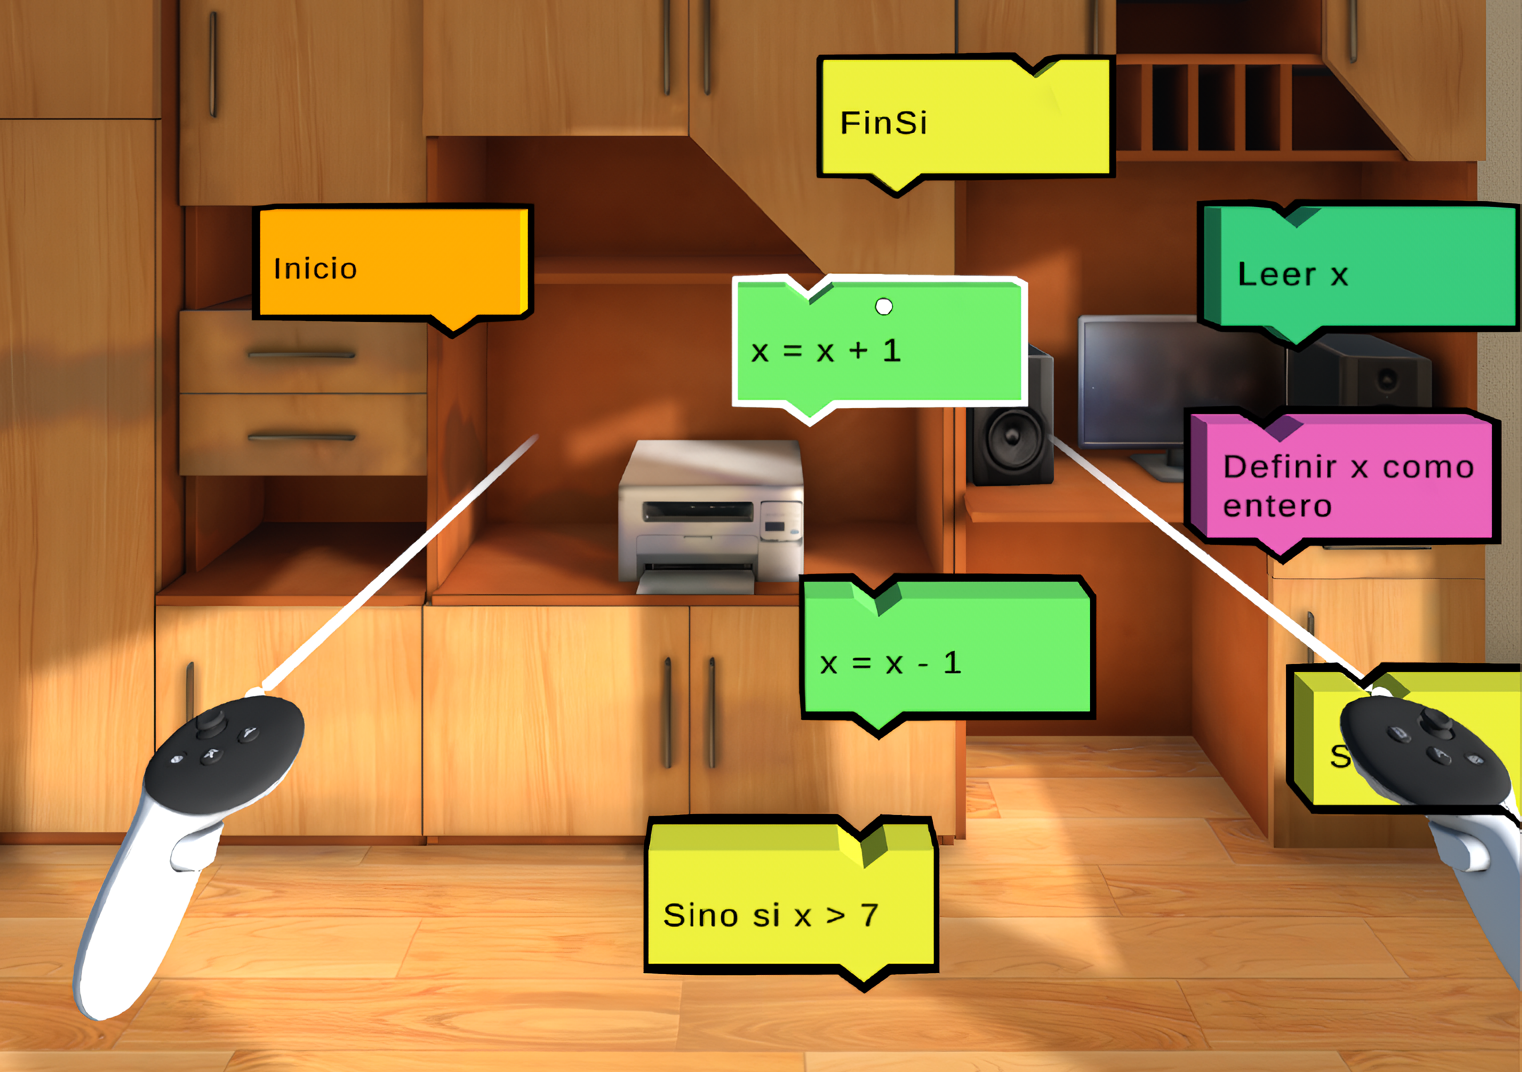 FinSi
Inicio
Leer x
x = x + 1
Definir x como
entero
x = x - 1
Sino si x > 7